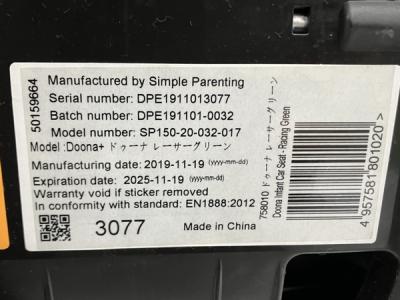 Manufactured by Simple Parenting
Serial number: DPE1911013077
Batch number: DPE191101-0032
Model number: SP150-20-032-017
Model :Doona+ ドゥーナ レーサーグリーン
Manufacturing date: 2019-11-19 (yyyy-mm-dd)
Expiration date: 2025-11-19 (yyyy-mm-dd)
Warranty void if sticker removed
In conformity with standard: EN1888:2012
3077
Made in China
50159664
758010 ドゥーナ レーサーグリーン
Doona Infant Car Seat - Racing Green
4 957581 801020 >